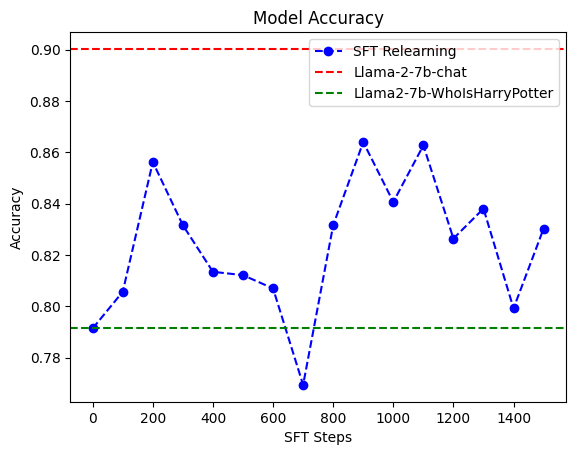 Model Accuracy
SFT Relearning
Llama-2-7b-chat
Llama2-7b-WhoIsHarryPotter
Accuracy
0.90
0.88
0.86
0.84
0.82
0.80
0.78
0 200 400 600 800 1000 1200 1400
SFT Steps